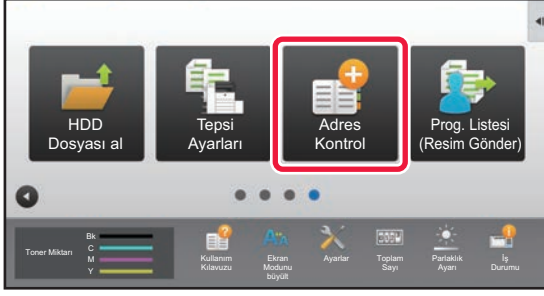 HDD
Dosyası al
Tepsi
Ayarları
Adres
Kontrol
Prog. Listesi
(Resim Gönder)
Toner Miktarı
Bk
C
M
Y
Kullanım
Kılavuzu
Ekran
Modunu
büyült
Ayarlar
Toplam
Sayı
Parlaklık
Ayarı
İş
Durumu